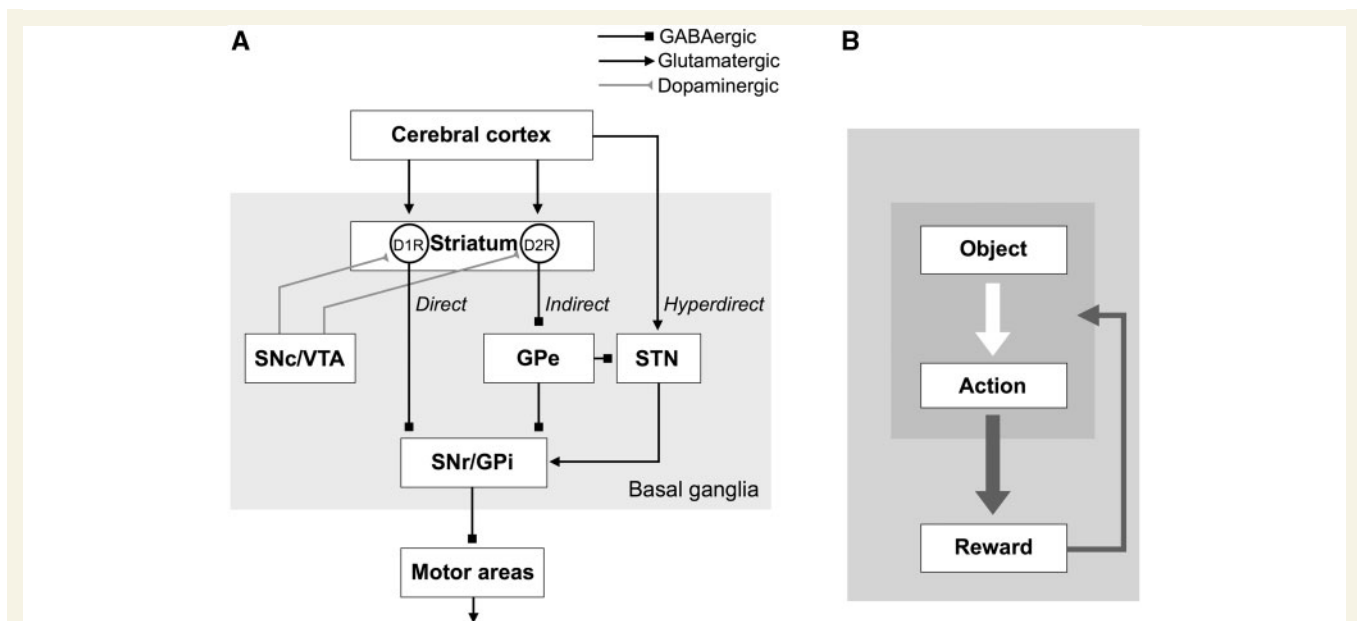 A
GABAergic
Glutamatergic
Dopaminergic
Cerebral cortex
D1R Striatum D2R
Direct
Indirect
Hyperdirect
SNc/VTA
GPe
STN
SNr/GPi
Basal ganglia
Motor areas
B
Object
Action
Reward